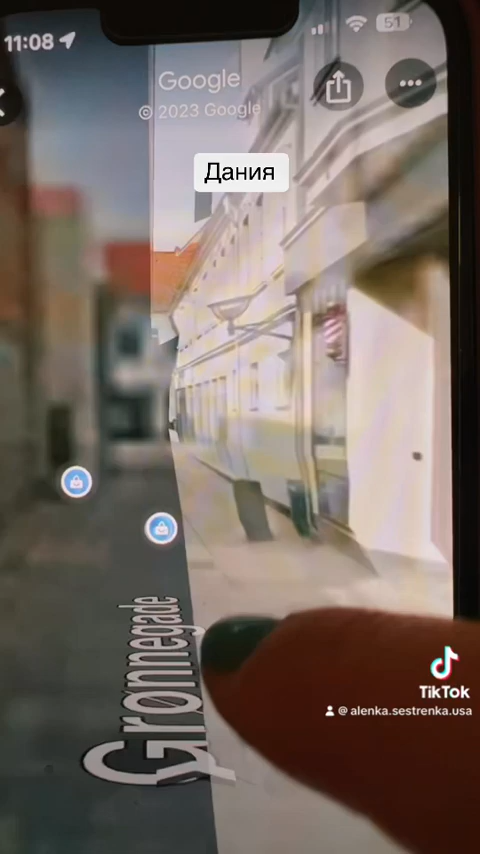 11:08
51
Google
© 2023 Google
Дания
Grønnegade
TikTok
@ alenka.sestrenka.usa